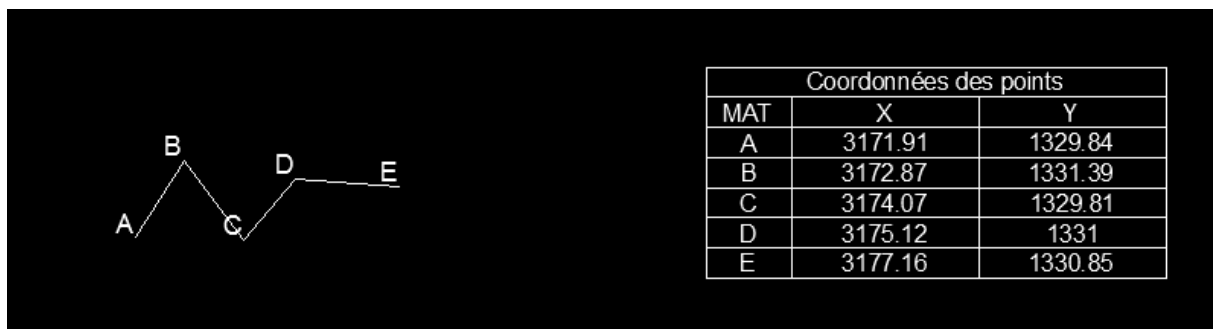 B
D
E
A
C
Coordonnées des points
MAT X Y
A 3171.91 1329.84
B 3172.87 1331.39
C 3174.07 1329.81
D 3175.12 1331
E 3177.16 1330.85